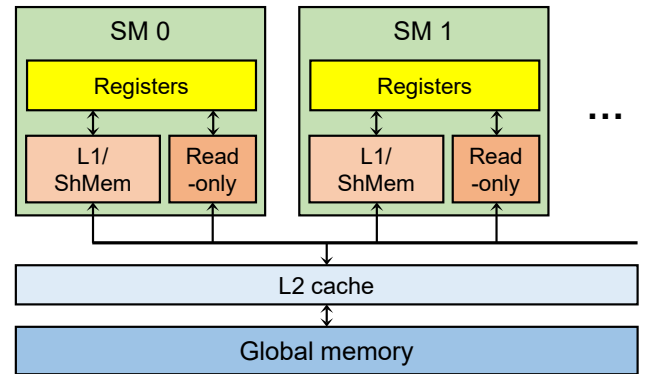 SM 0
Registers
L1/
ShMem
Read
-only
SM 1
Registers
L1/
ShMem
Read
-only
...
L2 cache
Global memory